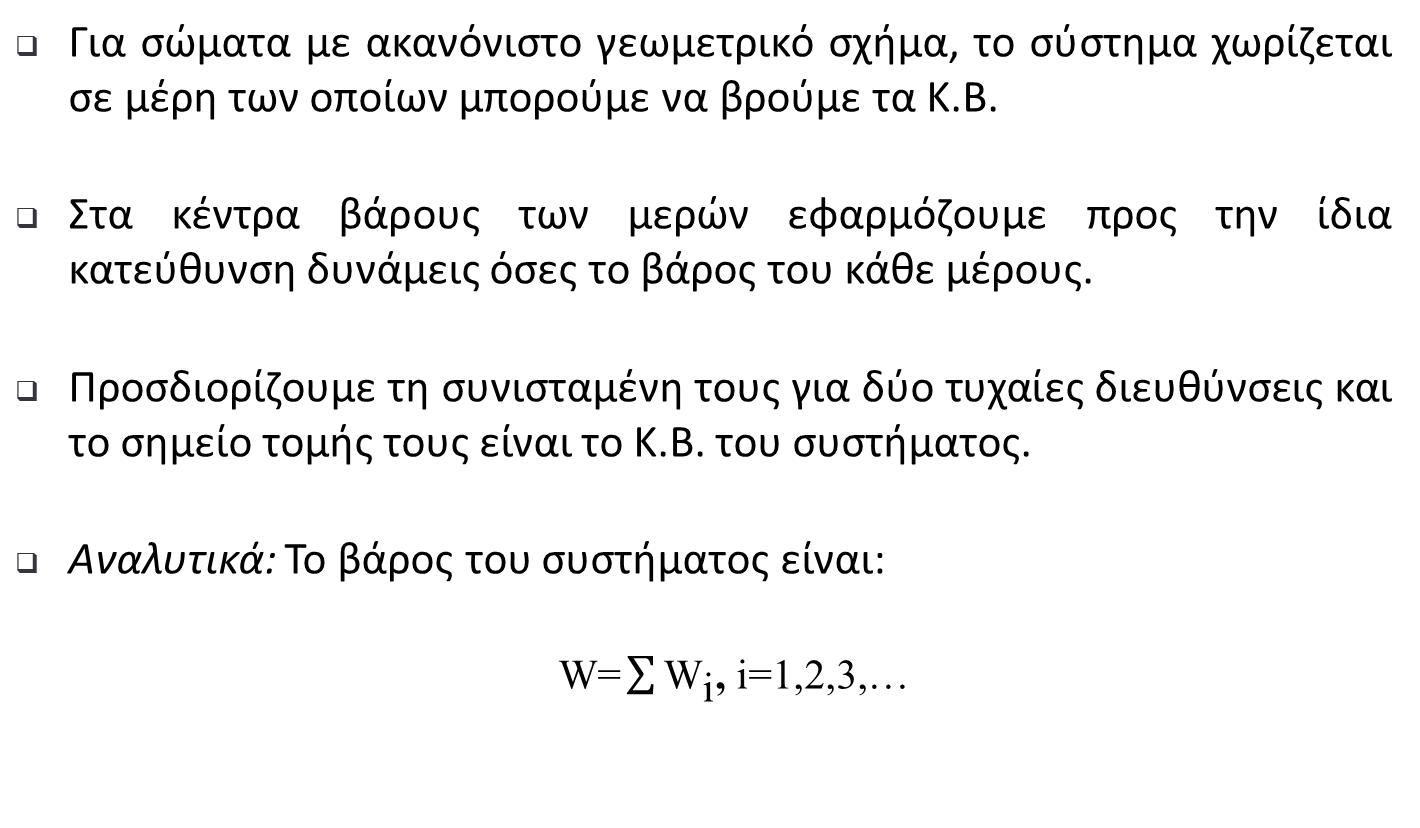 ❑ Για σώματα με ακανόνιστο γεωμετρικό σχήμα, το σύστημα χωρίζεται
σε μέρη των οποίων μπορούμε να βρούμε τα Κ.Β.
❑ Στα κέντρα βάρους των μερών εφαρμόζουμε προς την ίδια
κατεύθυνση δυνάμεις όσες το βάρος του κάθε μέρους.
❑ Προσδιορίζουμε τη συνισταμένη τους για δύο τυχαίες διευθύνσεις και
το σημείο τομής τους είναι το Κ.Β. του συστήματος.
❑ Αναλυτικά: Το βάρος του συστήματος είναι:
W=∑ Wi, i=1,2,3,…